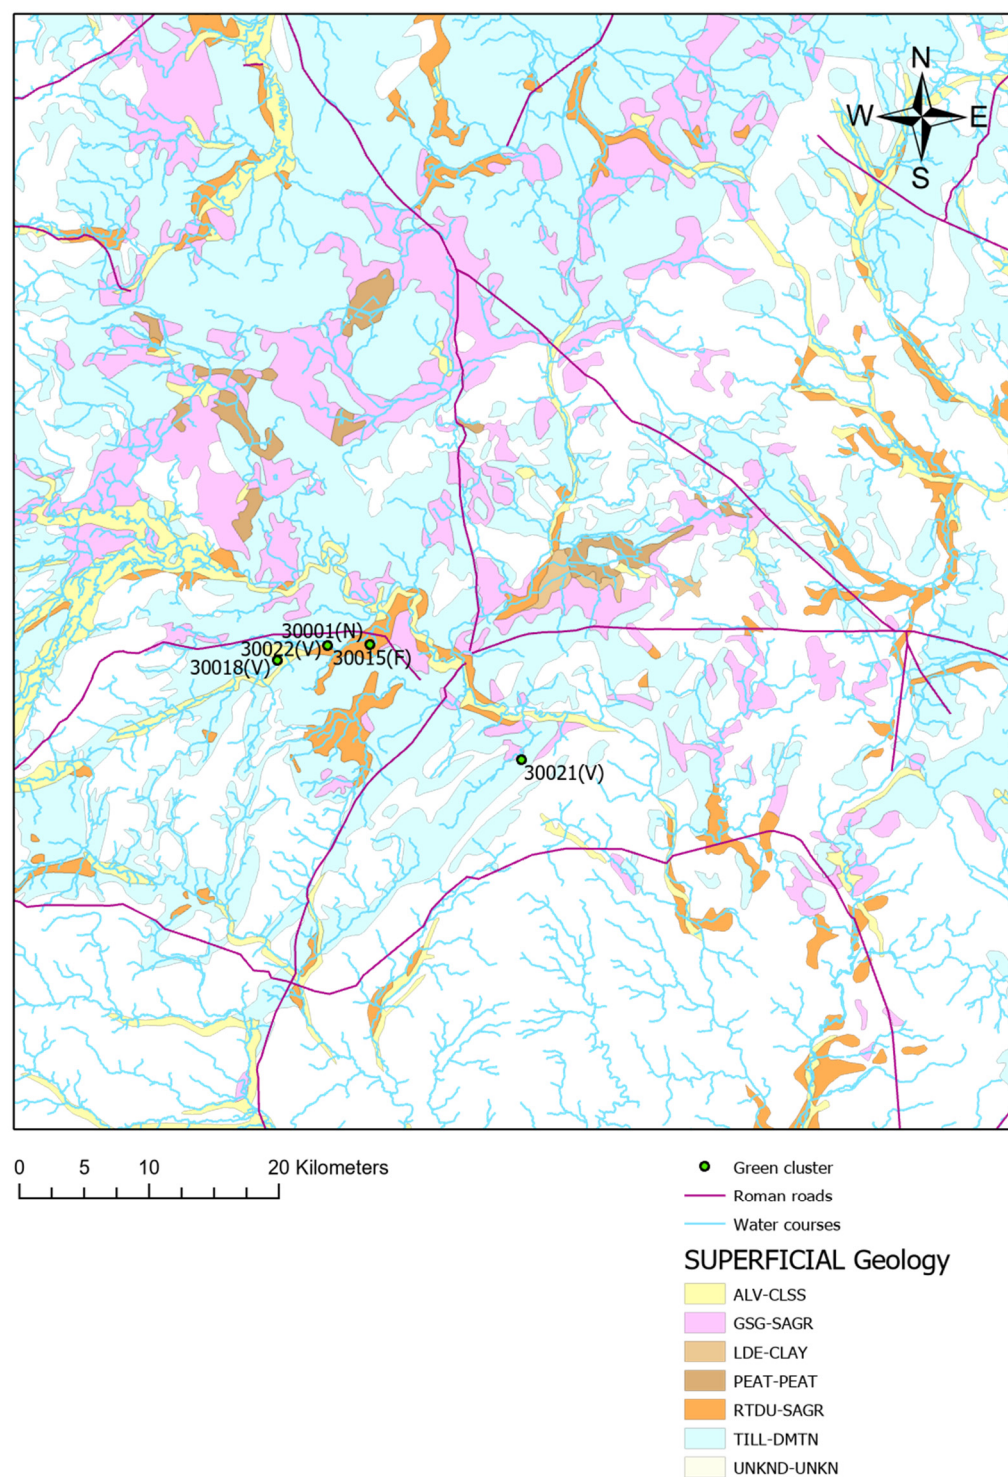 N
W E
S
30001(N)
30022(V)
30015(F)
30018(V)
30021(V)
0 5 10 20 Kilometers
Green cluster
Roman roads
Water courses
SUPERFICIAL Geology
ALV-CLSS
GSG-SAGR
LDE-CLAY
PEAT-PEAT
RTDU-SAGR
TILL-DMTN
UNKND-UNKN